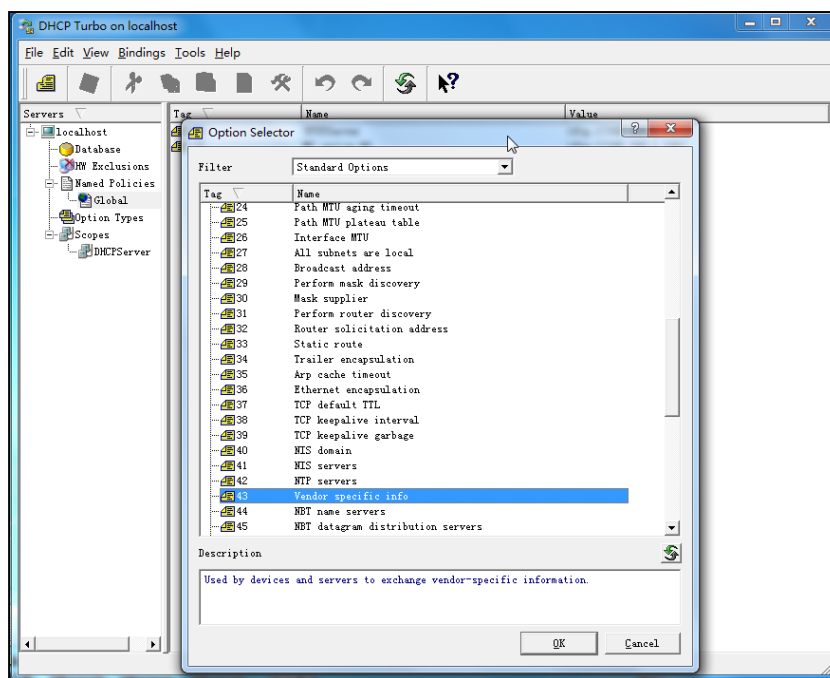 DHCP Turbo on localhost
File Edit View Bindings Tools Help
Servers
Tag Name Value
localhost
Database
HW Exclusions
Named Policies
Global
Option Types
Scopes
DHCPServer
Option Selector
Filter Standard Options
Tag Name
24 Path MTU aging timeout
25 Path MTU plateau table
26 Interface MTU
27 All subnets are local
28 Broadcast address
29 Perform mask discovery
30 Mask supplier
31 Perform router discovery
32 Router solicitation address
33 Static route
34 Trailer encapsulation
35 Arp cache timeout
36 Ethernet encapsulation
37 TCP default TTL
38 TCP keepalive interval
39 TCP keepalive garbage
40 NIS domain
41 NIS servers
42 NTP servers
43 Vendor specific info
44 NBT name servers
45 NBT datagram distribution servers
Description
Used by devices and servers to exchange vendor-specific information.
OK Cancel